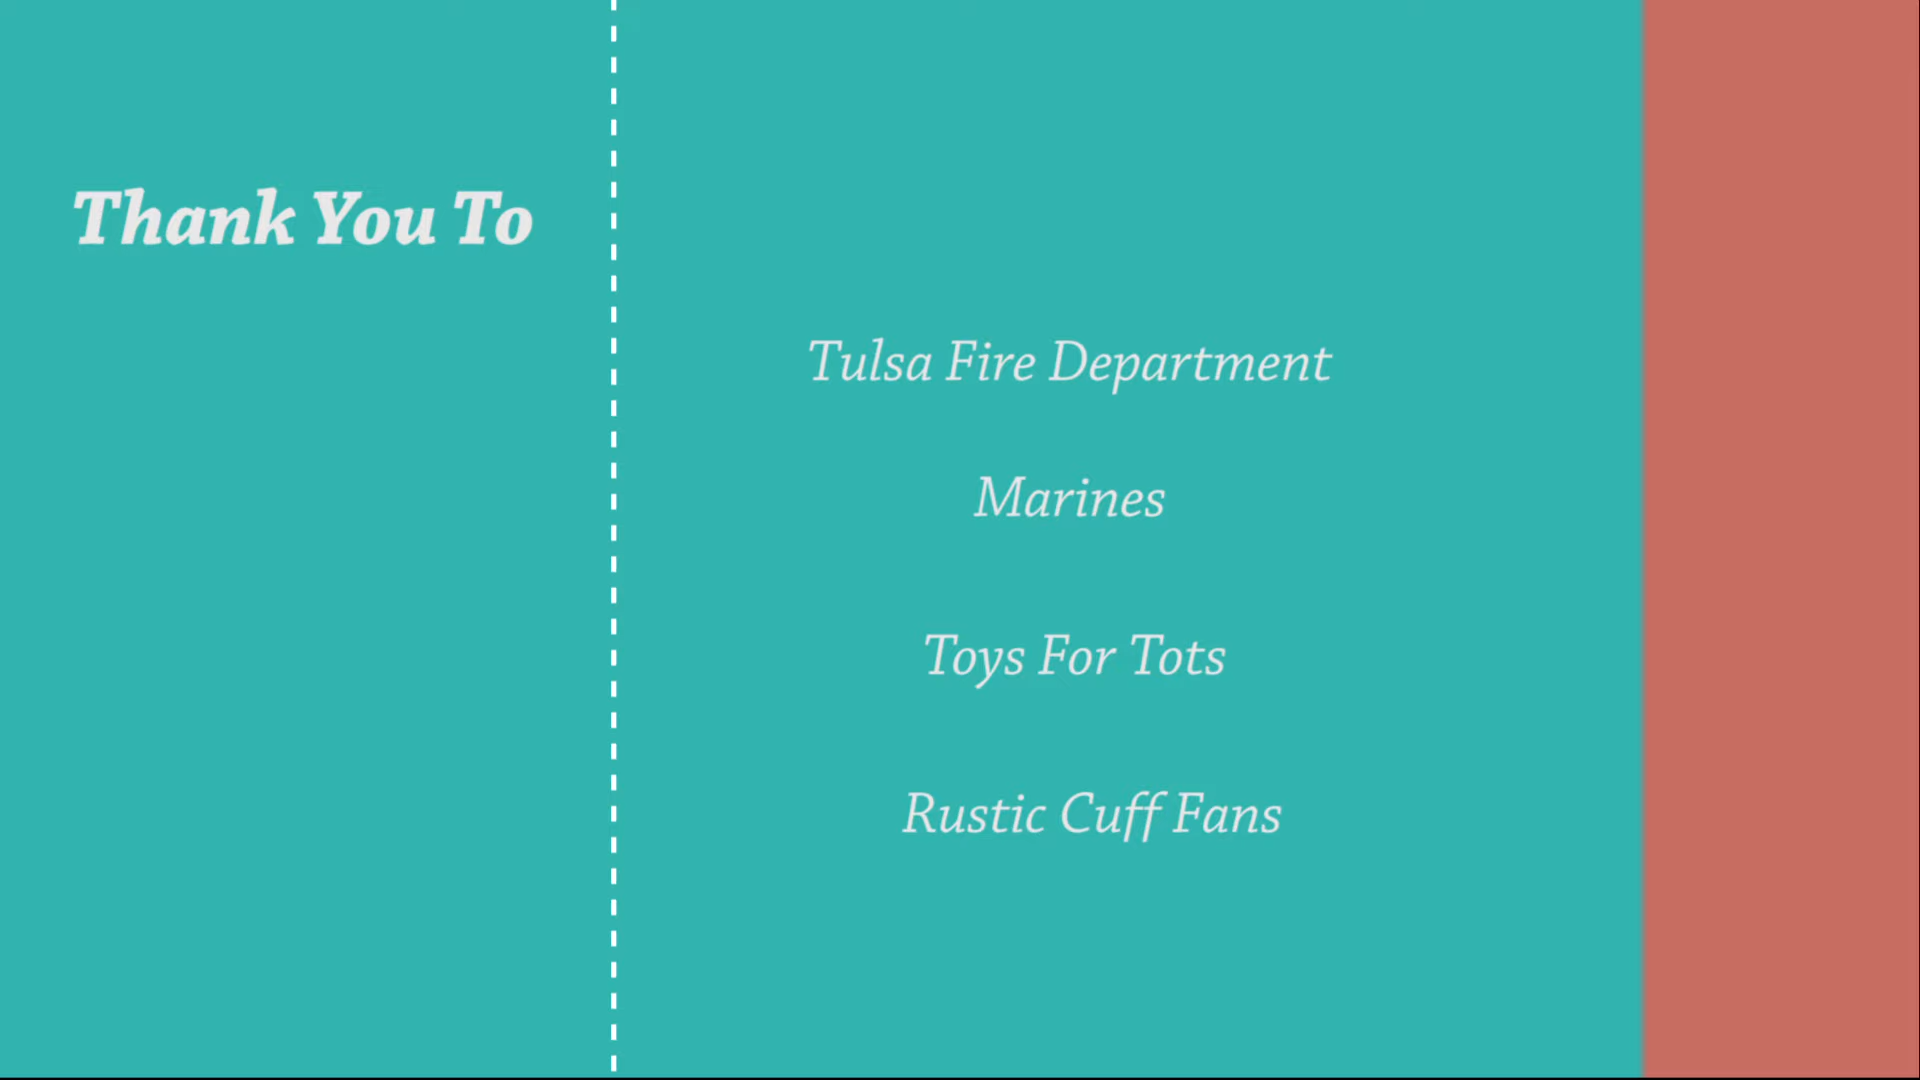 Thank You To
Tulsa Fire Department
Marines
Toys For Tots
Rustic Cuff Fans